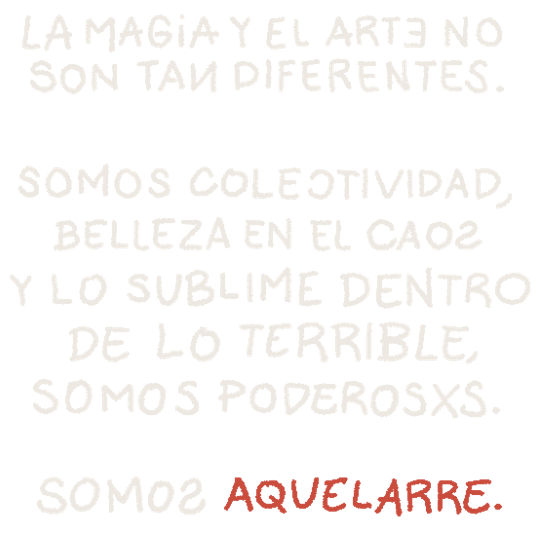 LA MAGiA Y EL ARTE NO
SON TAN DIFERENTES.
SOMOS COLECTIVIDAD,
BELLEZA EN EL CAOS
Y LO SUBLIME DENTRO
DE LO TERRIBLE,
SOMOS PODEROSXS.
SOMOS AQUELARRE.